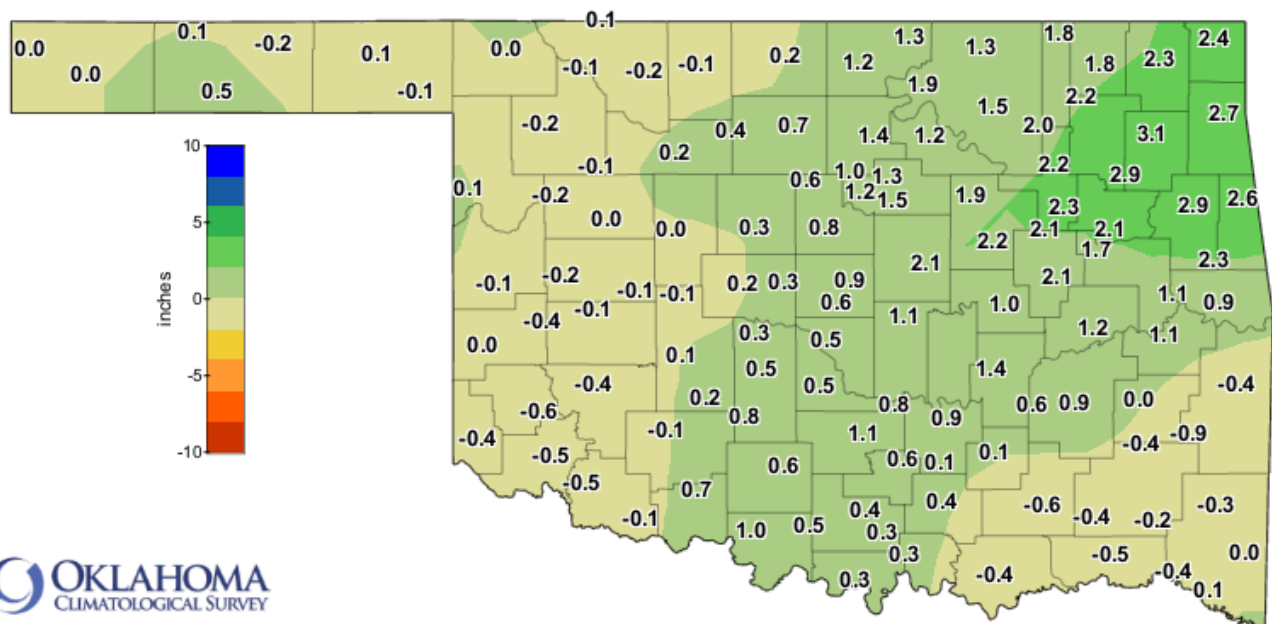 0.1
0.0 0.1 -0.2 0.1 0.0 0.2 1.3 1.3 1.8 2.4
0.0 0.5 -0.1 -0.1 -0.2 -0.1 1.2 1.9 1.8 2.3
-0.2 0.4 0.7 1.4 1.2 1.5 2.0 2.2 3.1 2.7
10
-0.1 0.2 0.6 1.0 1.3 2.2 2.9
0.1 -0.2 1.2 1.5 1.9 2.3 2.9 2.6
5
0.0 0.0 0.3 0.8 2.2 2.1 2.1 1.7
-0.1 -0.2 -0.1 -0.1 0.2 0.3 0.9 2.1 2.1 2.3
0
inches
-0.4 -0.1 0.6 1.1 1.0 1.2 1.1 0.9
0.0 0.1 0.3 0.5 1.1
-5
-0.4 0.5 0.5 1.4 -0.4
-0.6 0.2 0.8 0.8 0.9 0.6 0.9 0.0
-10
-0.4 -0.1 1.1 -0.4 -0.9
-0.5 0.6 0.6 0.1 0.1
-0.5 0.7 0.4 0.4 -0.6 -0.3
-0.1 1.0 0.5 0.3 -0.4 -0.2
0.3 -0.5 0.0
0.3 -0.4 -0.4 0.1
OKLAHOMA
CLIMATOLOGICAL SURVEY